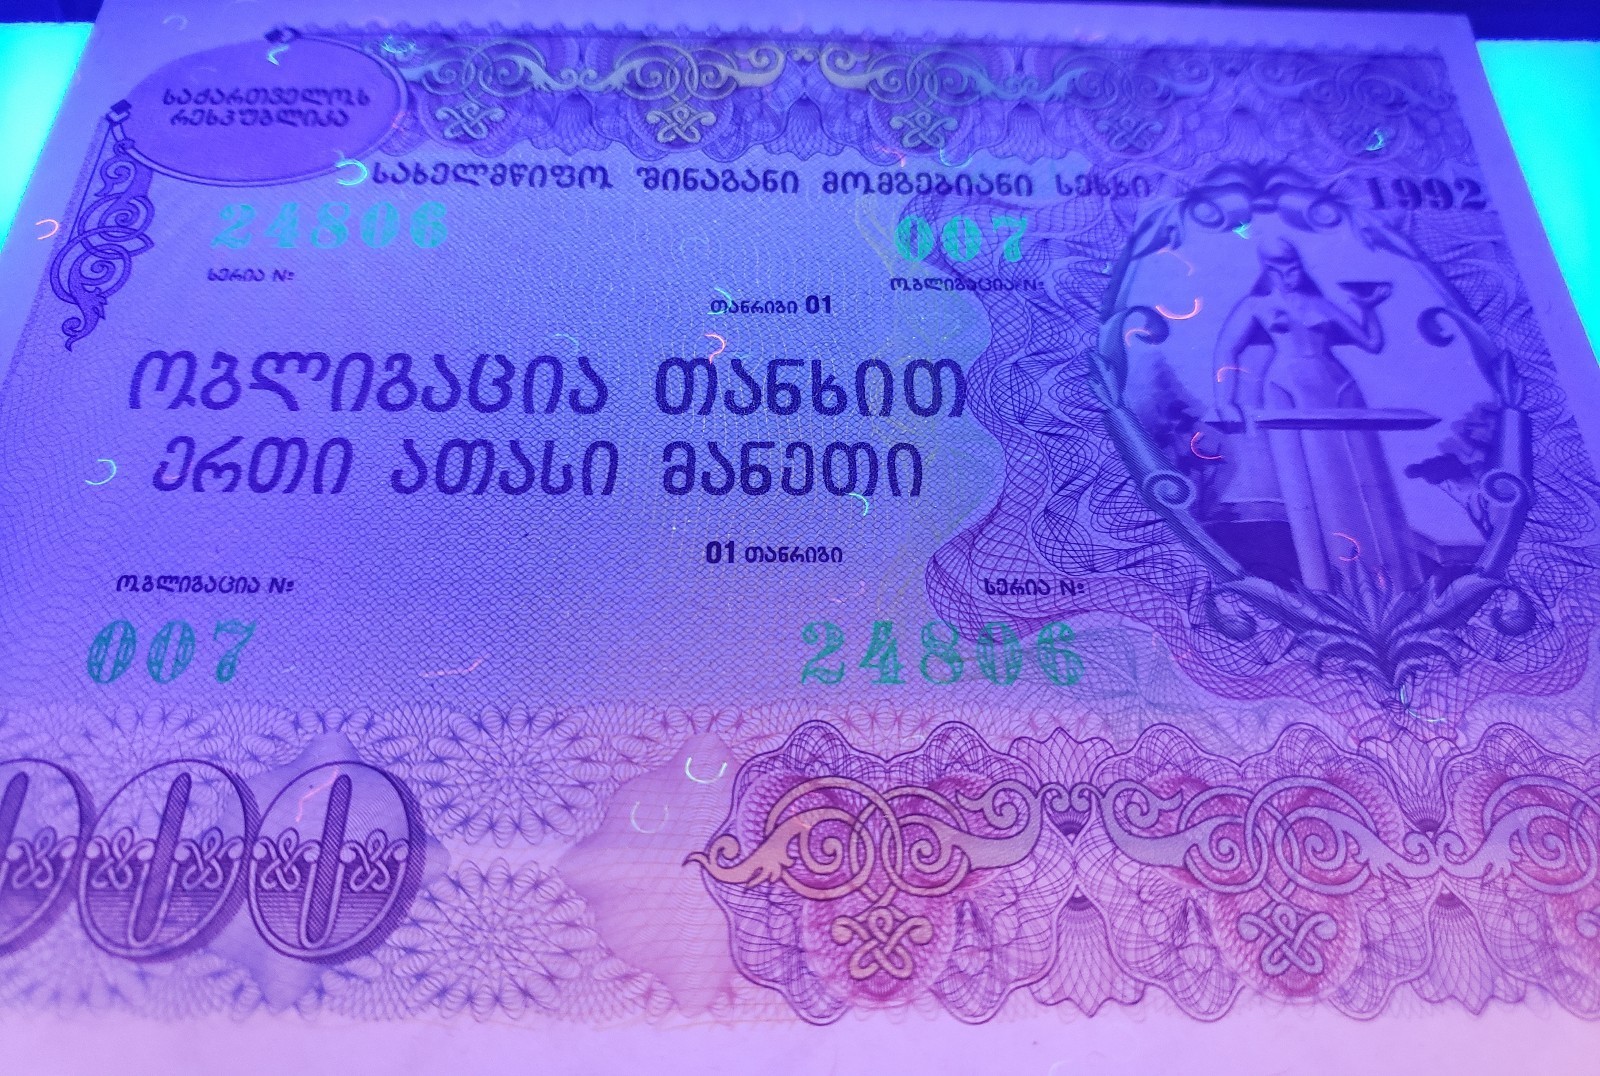 საქართველოს
რესპუბლიკა
სახელმწიფო შინაგანი მომგებიანი სესხი 1992
24806 007
სერია № ობლიგაცია №
თანრიგი 01
ობლიგაცია თანხით
ერთი ათასი მანეთი
01 თანრიგი
ობლიგაცია № სერია №
007 24806
000